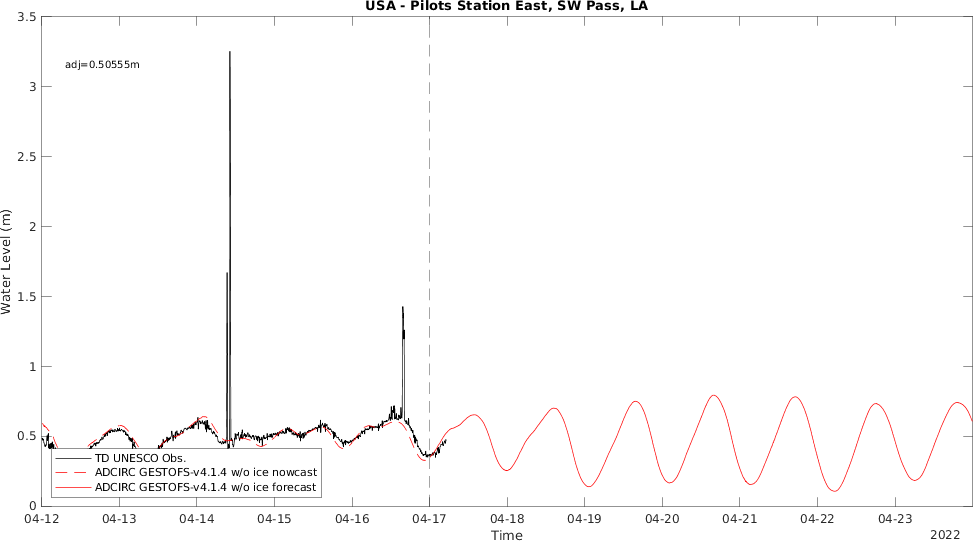 USA - Pilots Station East, SW Pass, LA
adj=0.50555m
3.5
3
2.5
2
1.5
1
0.5
0
Water Level (m)
TD UNESCO Obs.
ADCIRC GESTOFS-v4.1.4 w/o ice nowcast
ADCIRC GESTOFS-v4.1.4 w/o ice forecast
04-12 04-13 04-14 04-15 04-16 04-17 04-18 04-19 04-20 04-21 04-22 04-23
Time
2022